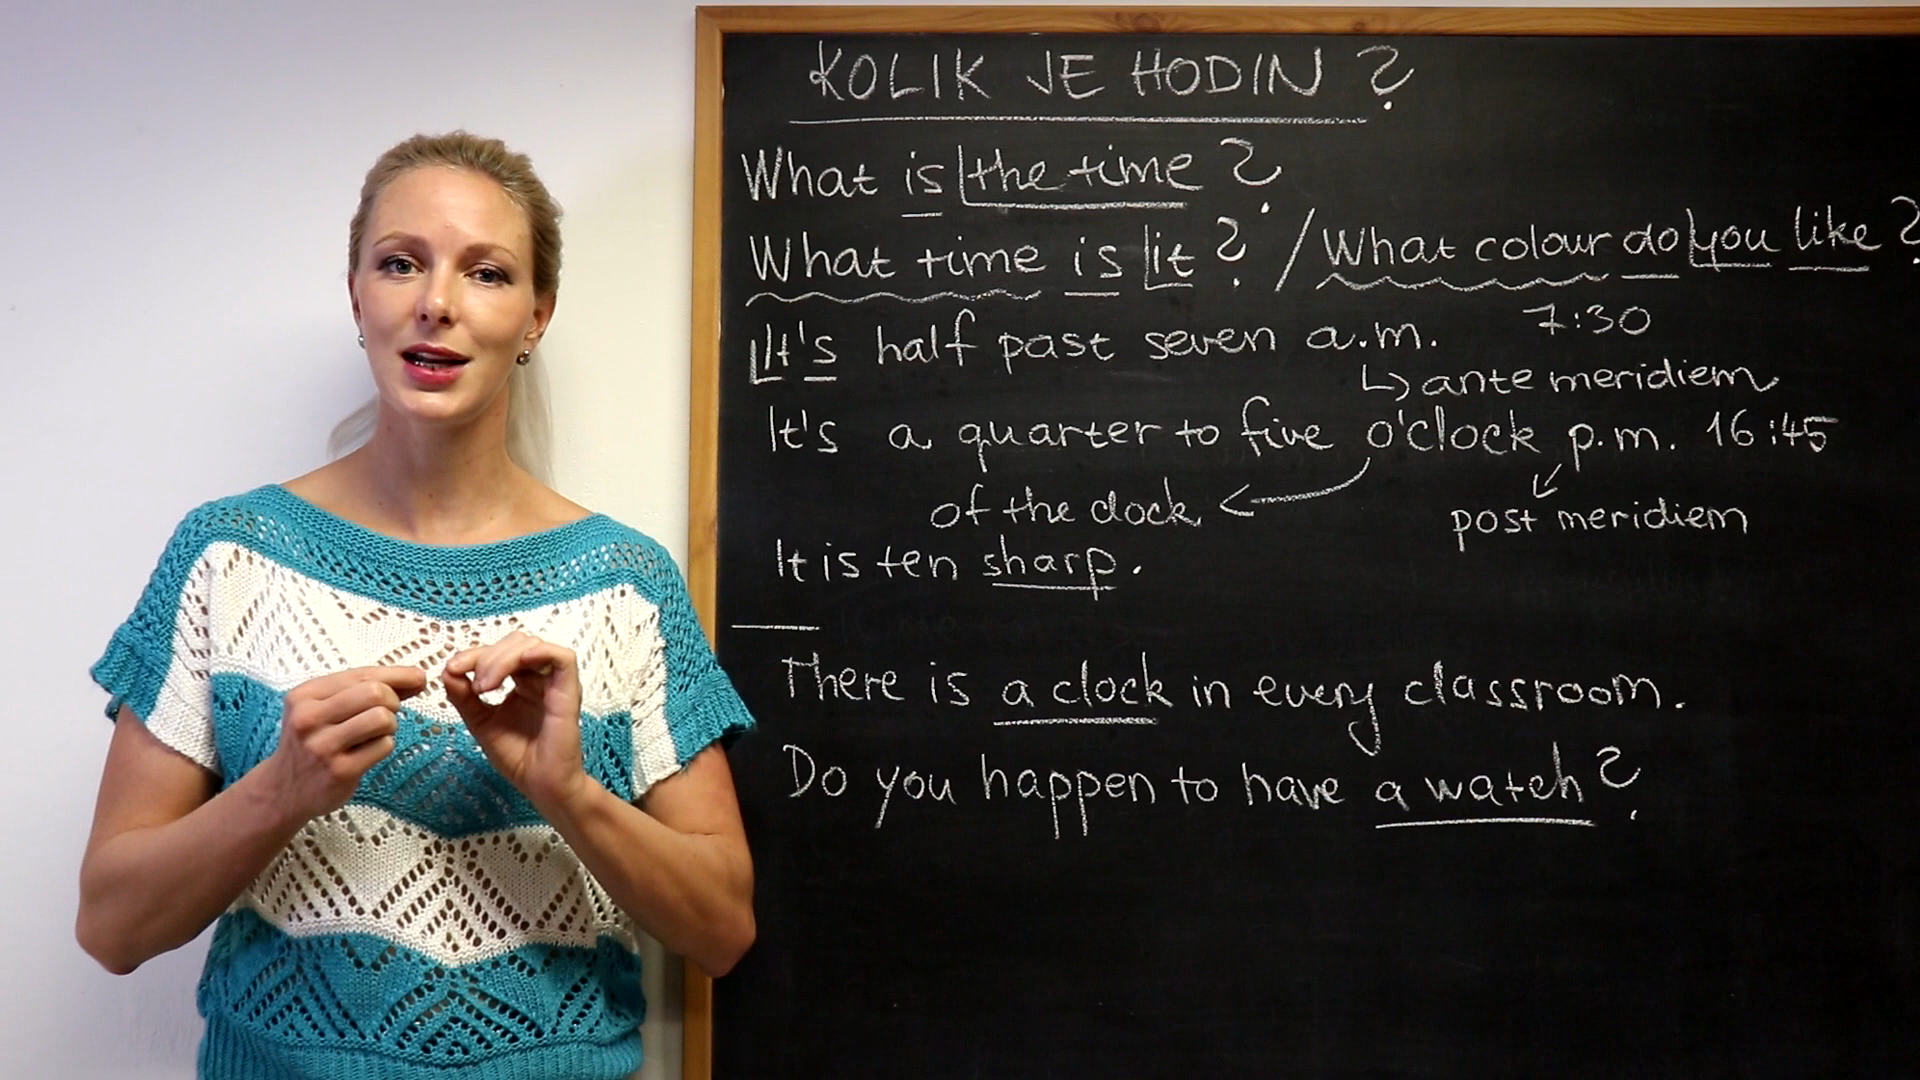 KOLIK JE HODIN?
What is the time?
What time is it? / What colour do you like?
It's half past seven a.m. 7:30
↳ ante meridiem
It's a quarter to five o'clock p.m. 16:45
of the clock
post meridiem
It is ten sharp.
There is a clock in every classroom.
Do you happen to have a watch?